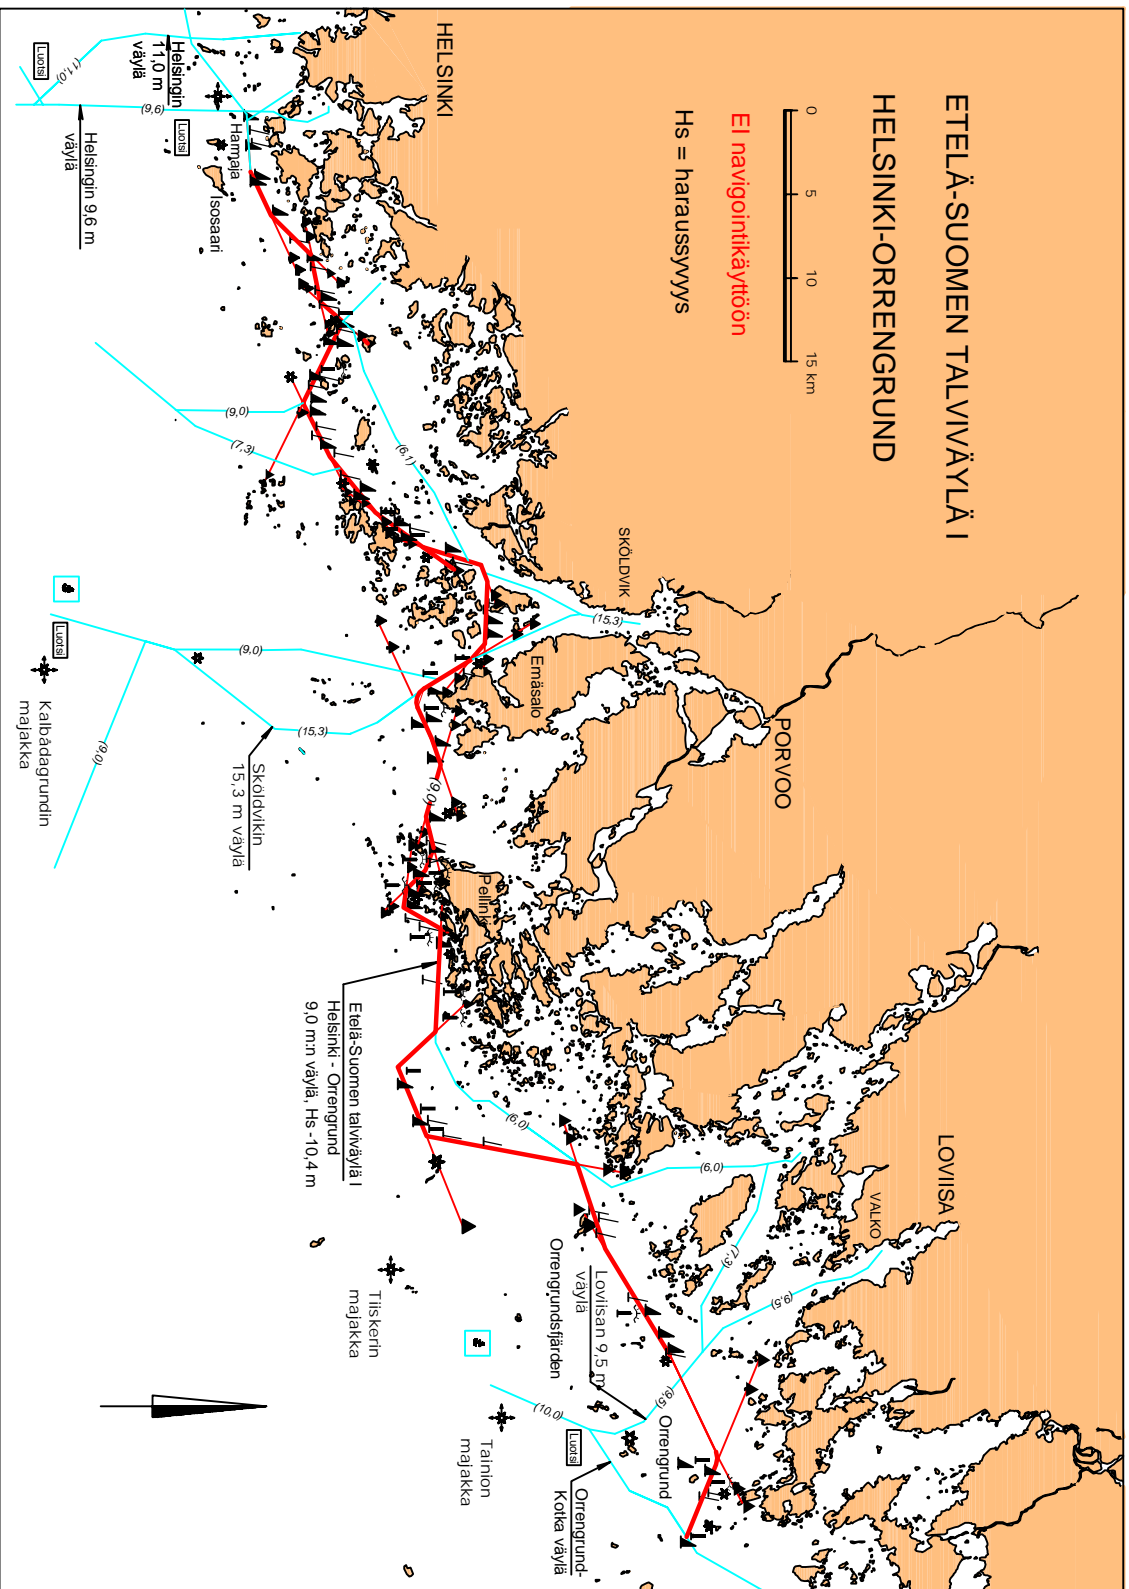 ETELÄ-SUOMEN TALVIVÄYLÄ I
HELSINKI-ORRENGRUND
0
5
10
15 km
EI navigointikäyttöön
Hs = haraussyvyys
HELSINKI
SKÖLDVIK
PORVOO
LOVIISA
VALKO
Emäsalo
Pellinki
(15,3)
(6,1)
(9,0)
(7,3)
(9,0)
(15,3)
(9,0)
(9,0)
(6,0)
(6,0)
(7,3)
(9,5)
(9,5)
(10,0)
(11,0)
(9,6)
Luotsi
Helsingin
11,0 m
väylä
Luotsi
Harmaja
Isosaari
Helsingin 9,6 m
väylä
Luotsi
Kalbådagrundin
majakka
Sköldvikin
15,3 m väylä
Etelä-Suomen talviväylä I
Helsinki - Orrengrund
9,0 m:n väylä, Hs -10,4 m
Tiiskerin
majakka
Orrengrundsfjärden
Loviisan 9,5 m
väylä
Orrengrund
Luotsi
Tainion
majakka
Orrengrund-
Kotka väylä